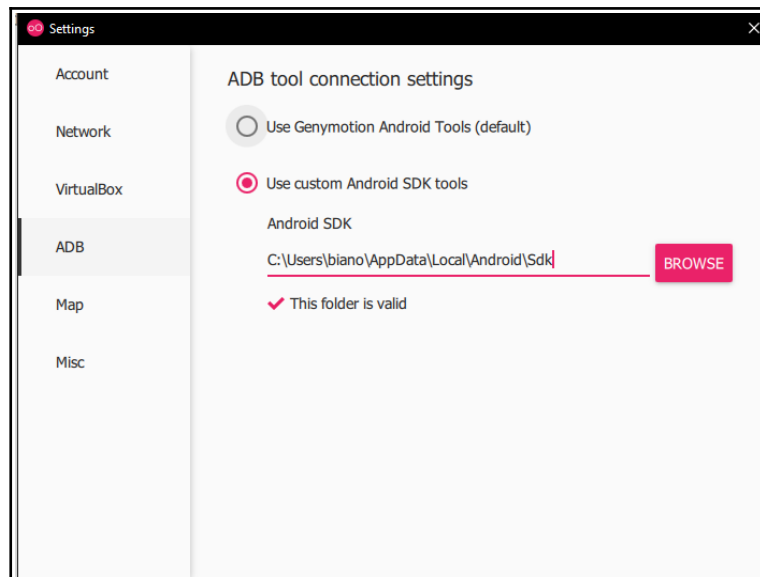 Settings
Account
Network
VirtualBox
ADB
Map
Misc
ADB tool connection settings
Use Genymotion Android Tools (default)
Use custom Android SDK tools
Android SDK
C:\Users\biano\AppData\Local\Android\Sdk
BROWSE
This folder is valid